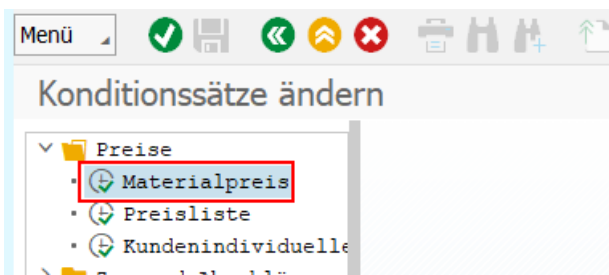 Menü
Konditionssätze ändern
Preise
Materialpreis
Preisliste
Kundenindividuelle